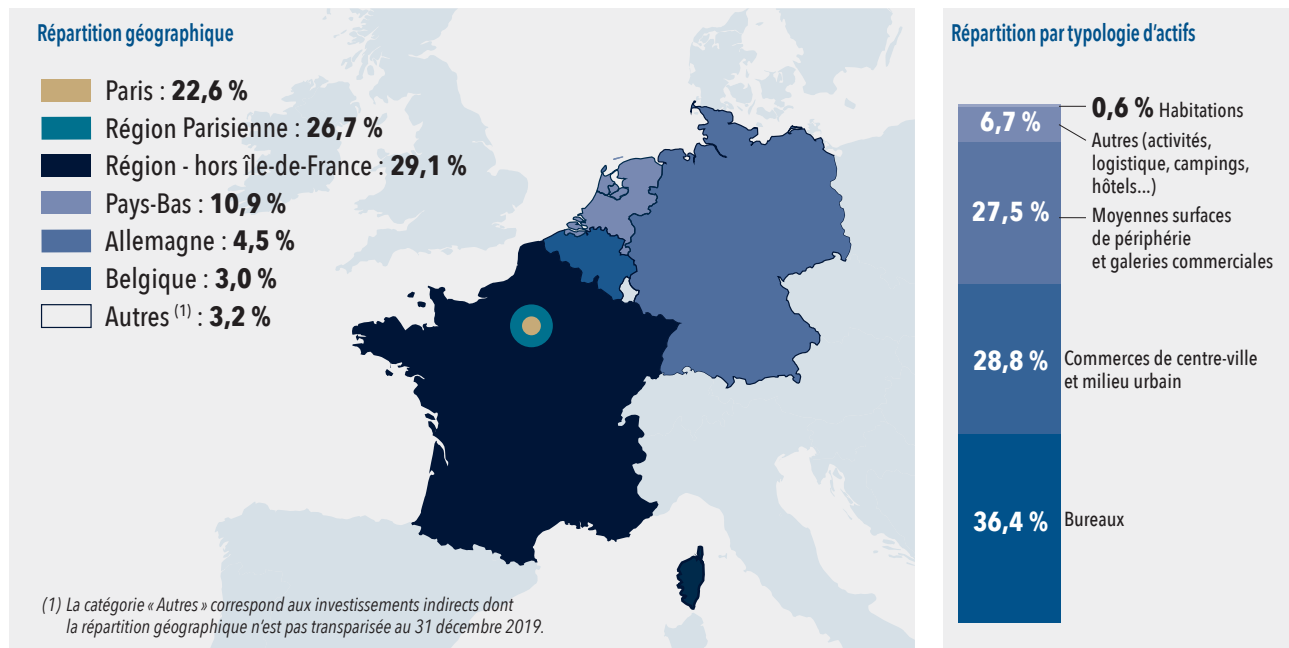 Répartition géographique
Paris : 22,6 %
Région Parisienne : 26,7 %
Région - hors île-de-France : 29,1 %
Pays-Bas : 10,9 %
Allemagne : 4,5 %
Belgique : 3,0 %
Autres (1) : 3,2 %
(1) La catégorie « Autres » correspond aux investissements indirects dont
la répartition géographique n'est pas transparisée au 31 décembre 2019.
Répartition par typologie d'actifs
0,6 % Habitations
6,7 %
Autres (activités,
logistique, campings,
hôtels...)
27,5 %
Moyennes surfaces
de périphérie
et galeries commerciales
28,8 %
Commerces de centre-ville
et milieu urbain
36,4 %
Bureaux